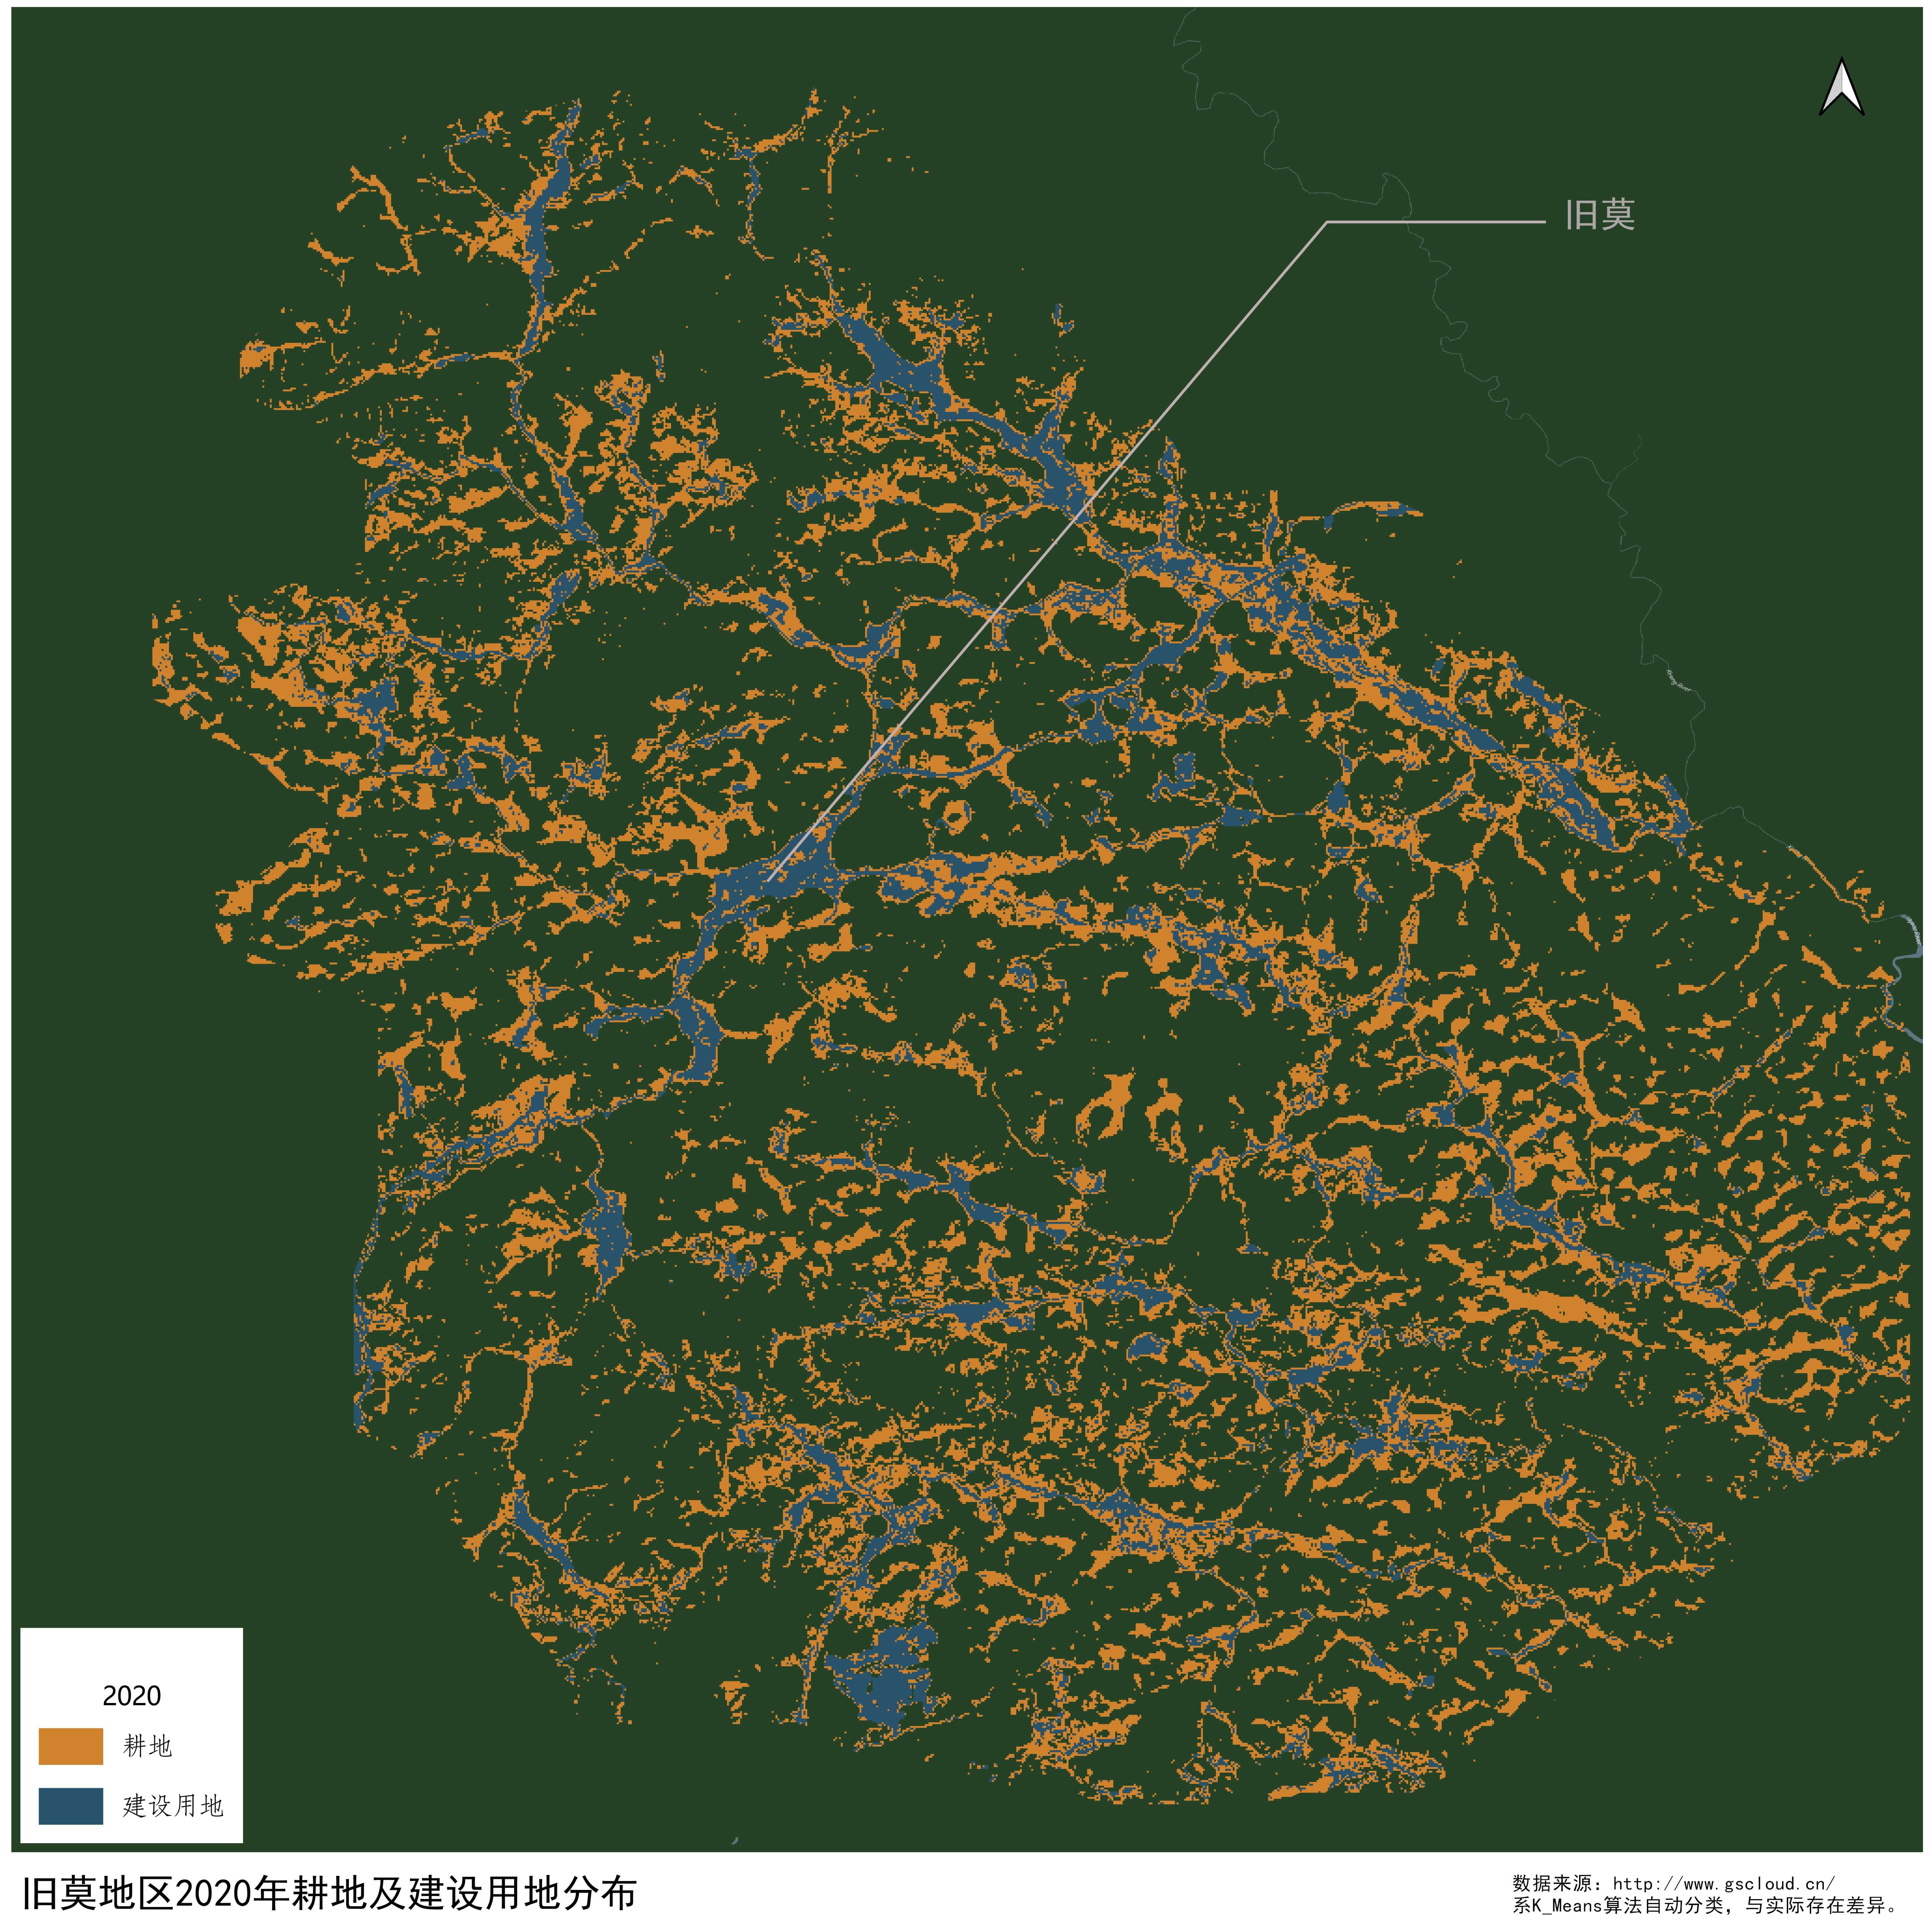 旧莫
2020
耕地
建设用地
旧莫地区2020年耕地及建设用地分布
数据来源：http://www.gscloud.cn/
系K_Means算法自动分类，与实际存在差异。